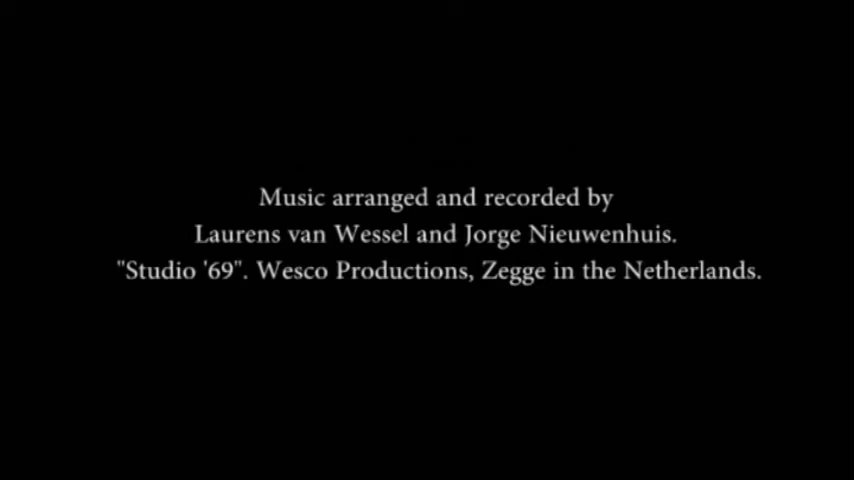 Music arranged and recorded by
Laurens van Wessel and Jorge Nieuwenhuis.
"Studio '69". Wesco Productions, Zegge in the Netherlands.